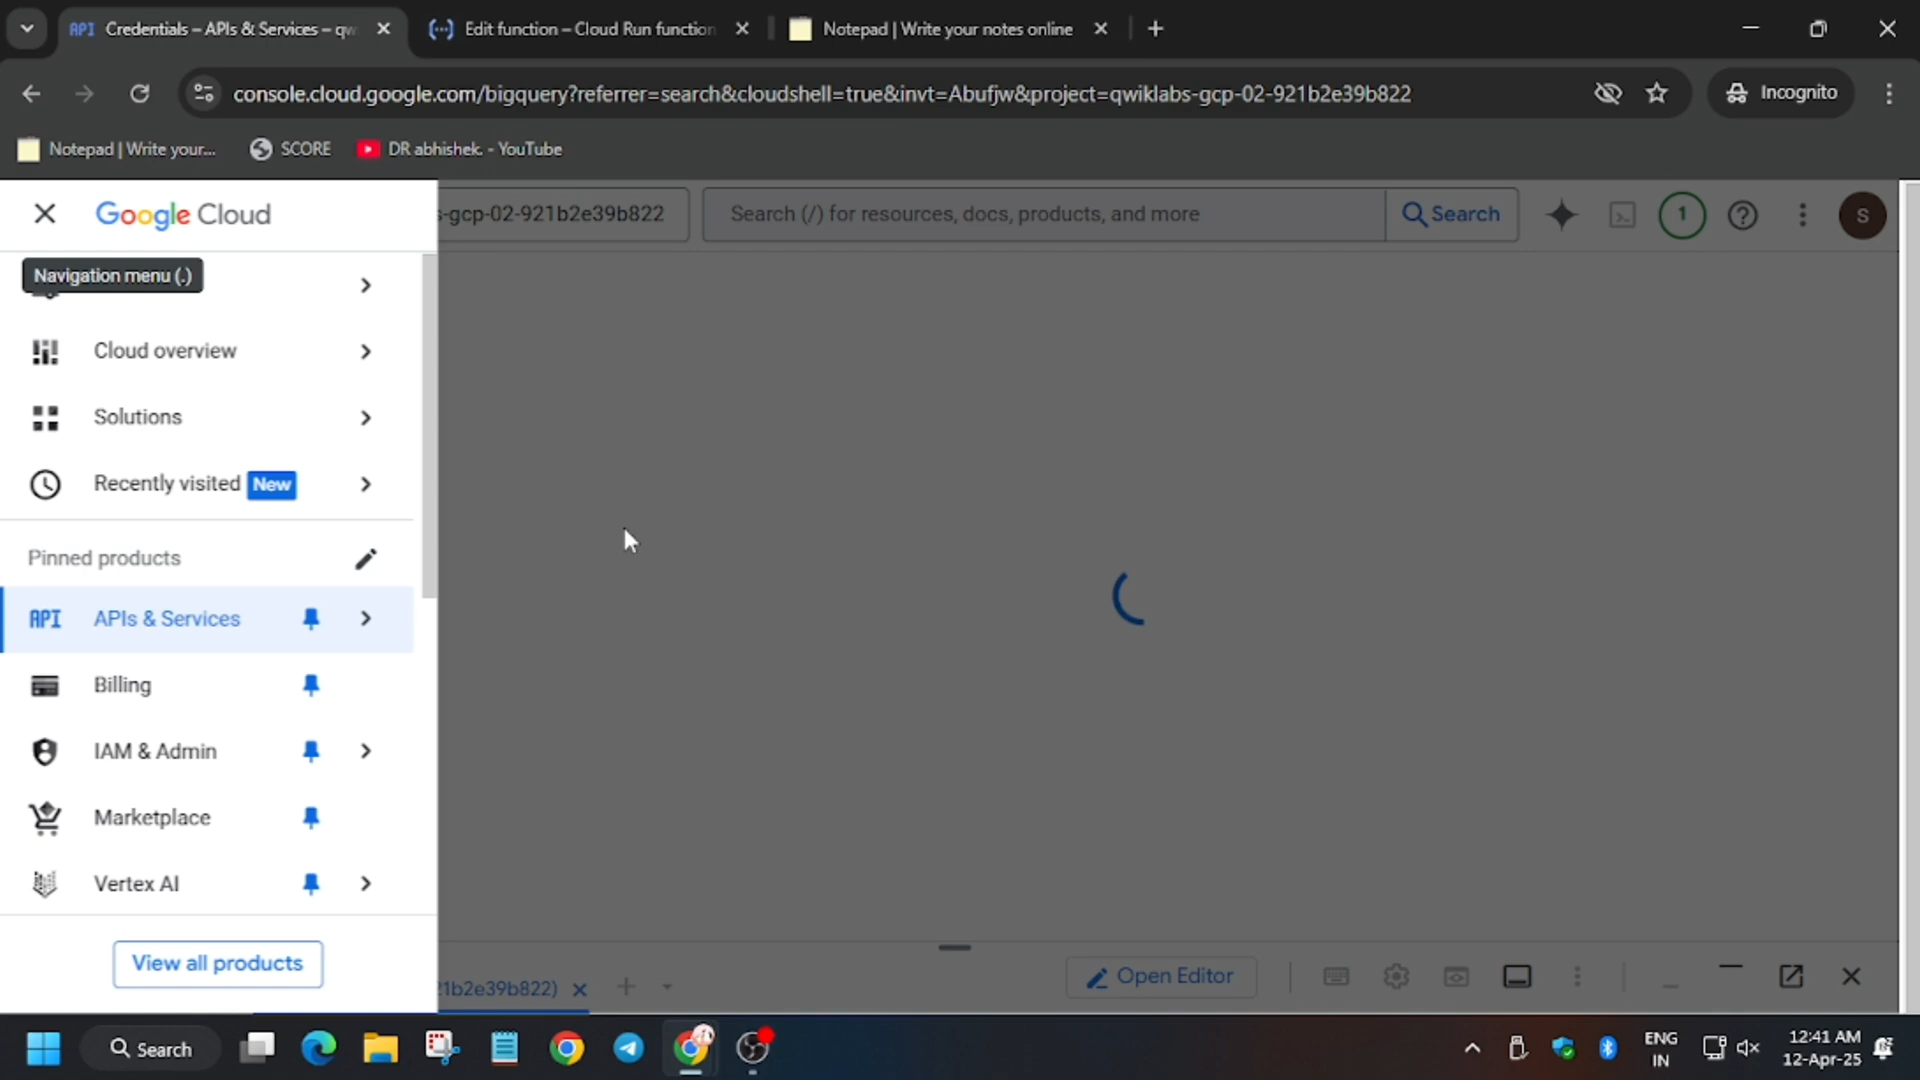 API Credentials – APIs & Services – qw
Edit function – Cloud Run function
Notepad | Write your notes online
console.cloud.google.com/bigquery?referrer=search&cloudshell=true&invt=Abufjw&project=qwiklabs-gcp-02-921b2e39b822
Incognito
Notepad | Write your...
SCORE
DR abhishek. - YouTube
Google Cloud
s-gcp-02-921b2e39b822
Search (/) for resources, docs, products, and more
Search
1
S
Navigation menu (.)
Cloud overview
Solutions
Recently visited New
Pinned products
API APIs & Services
Billing
IAM & Admin
Marketplace
Vertex AI
View all products
21b2e39b822)
Open Editor
Search
ENG
IN
12:41 AM
12-Apr-25